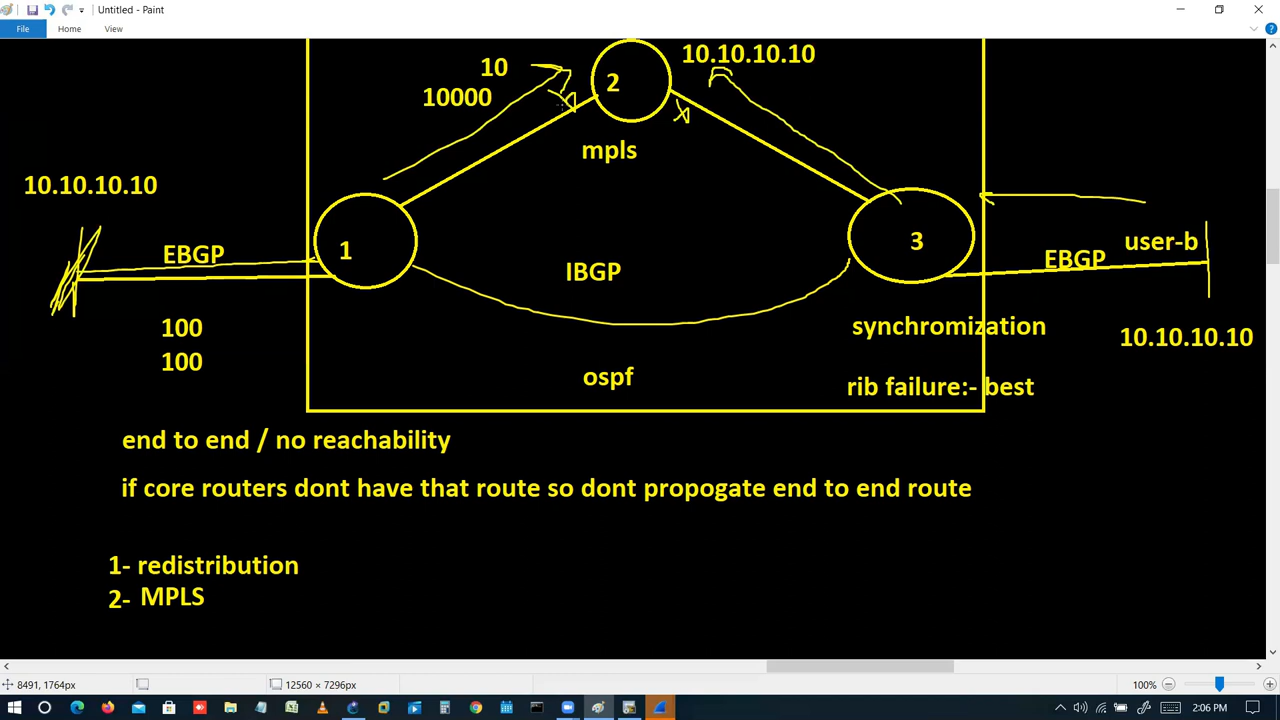 Untitled - Paint
File
Home
View
10
10000
2
10.10.10.10
mpls
10.10.10.10
EBGP
1
IBGP
3
user-b
EBGP
100
100
synchromization
10.10.10.10
ospf
rib failure:- best
end to end / no reachability
if core routers dont have that route so dont propogate end to end route
1- redistribution
2- MPLS
8491, 1764px
12560 × 7296px
100%
2:06 PM